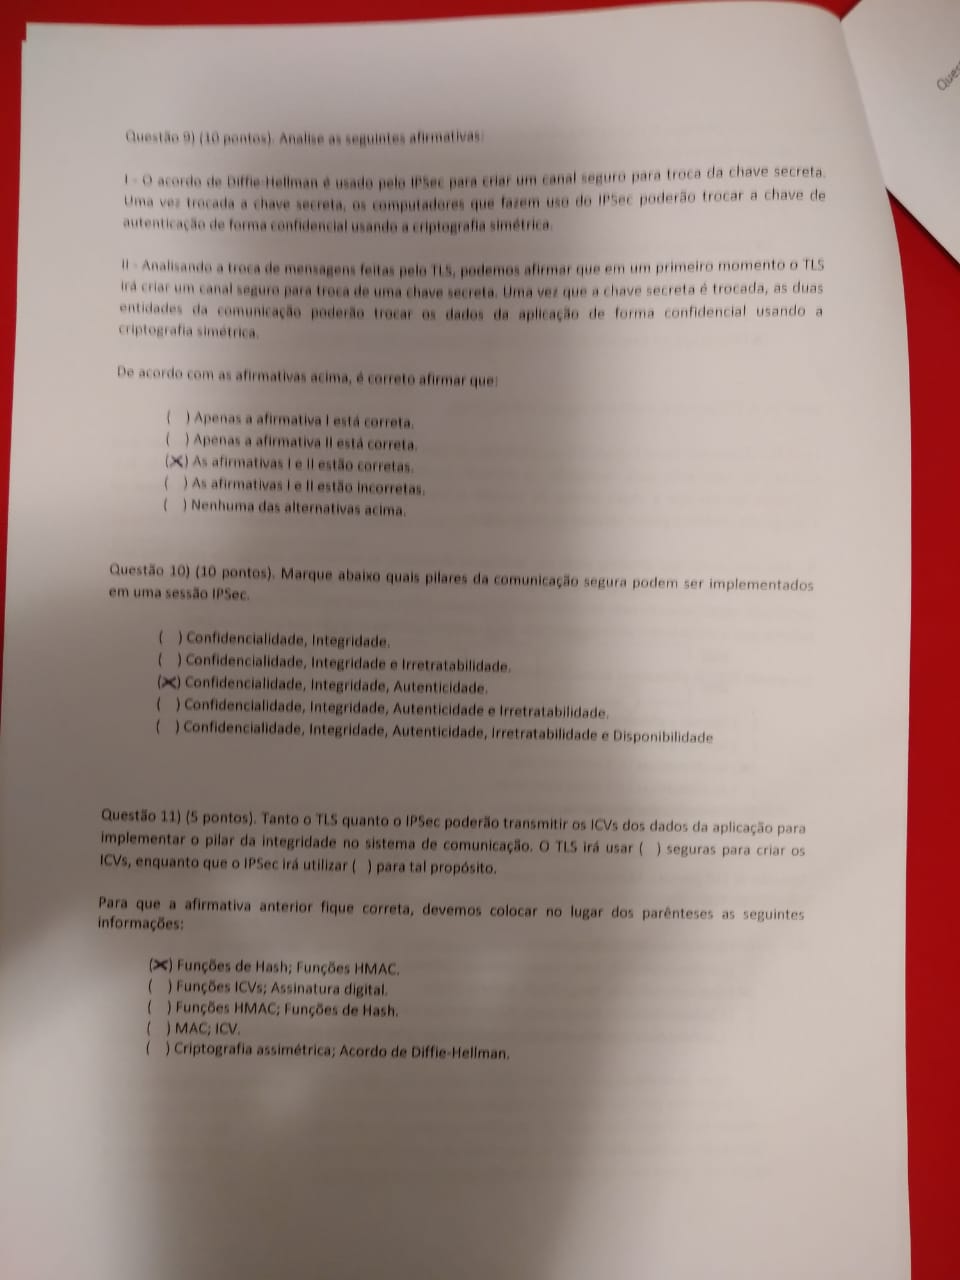 Ques
Questão 9) (10 pontos). Analise as seguintes afirmativas:
I - O acordo de Diffie-Hellman é usado pelo IPSec para criar um canal seguro para troca da chave secreta.
Uma vez trocada a chave secreta, os computadores que fazem uso do IPSec poderão trocar a chave de
autenticação de forma confidencial usando a criptografia simétrica.
II - Analisando a troca de mensagens feitas pelo TLS, podemos afirmar que em um primeiro momento o TLS
irá criar um canal seguro para troca de uma chave secreta. Uma vez que a chave secreta é trocada, as duas
entidades da comunicação poderão trocar os dados da aplicação de forma confidencial usando a
criptografia simétrica.
De acordo com as afirmativas acima, é correto afirmar que:
( ) Apenas a afirmativa I está correta.
( ) Apenas a afirmativa II está correta.
(X) As afirmativas I e II estão corretas.
( ) As afirmativas I e II estão incorretas.
( ) Nenhuma das alternativas acima.
Questão 10) (10 pontos). Marque abaixo quais pilares da comunicação segura podem ser implementados
em uma sessão IPSec.
( ) Confidencialidade, Integridade.
( ) Confidencialidade, Integridade e Irretratabilidade.
(X) Confidencialidade, Integridade, Autenticidade.
( ) Confidencialidade, Integridade, Autenticidade e Irretratabilidade.
( ) Confidencialidade, Integridade, Autenticidade, Irretratabilidade e Disponibilidade
Questão 11) (5 pontos). Tanto o TLS quanto o IPSec poderão transmitir os ICVs dos dados da aplicação para
implementar o pilar da integridade no sistema de comunicação. O TLS irá usar ( ) seguras para criar os
ICVs, enquanto que o IPSec irá utilizar ( ) para tal propósito.
Para que a afirmativa anterior fique correta, devemos colocar no lugar dos parênteses as seguintes
informações:
(X) Funções de Hash; Funções HMAC.
( ) Funções ICVs; Assinatura digital.
( ) Funções HMAC; Funções de Hash.
( ) MAC; ICV.
( ) Criptografia assimétrica; Acordo de Diffie-Hellman.